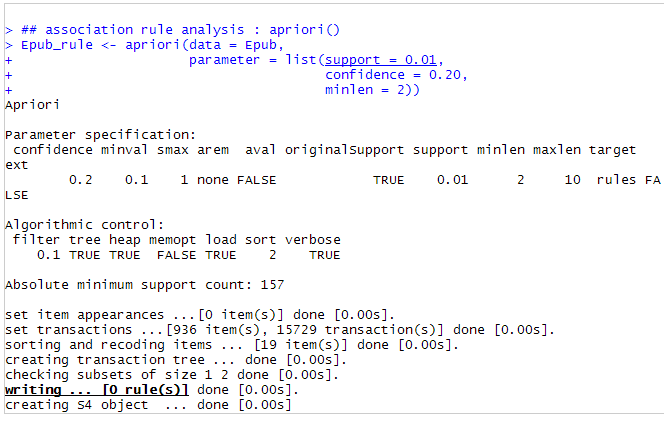 > ## association rule analysis : apriori()
> Epub_rule <- apriori(data = Epub,
+                      parameter = list(support = 0.01,
+                                       confidence = 0.20,
+                                       minlen = 2))
Apriori

Parameter specification:
 confidence minval smax arem  aval originalSupport support minlen maxlen target
ext
        0.2    0.1    1 none FALSE            TRUE    0.01      2     10  rules FA
LSE

Algorithmic control:
 filter tree heap memopt load sort verbose
    0.1 TRUE TRUE  FALSE TRUE    2    TRUE

Absolute minimum support count: 157

set item appearances ...[0 item(s)] done [0.00s].
set transactions ...[936 item(s), 15729 transaction(s)] done [0.00s].
sorting and recoding items ... [19 item(s)] done [0.00s].
creating transaction tree ... done [0.00s].
checking subsets of size 1 2 done [0.00s].
writing ... [0 rule(s)] done [0.00s].
creating S4 object  ... done [0.00s]